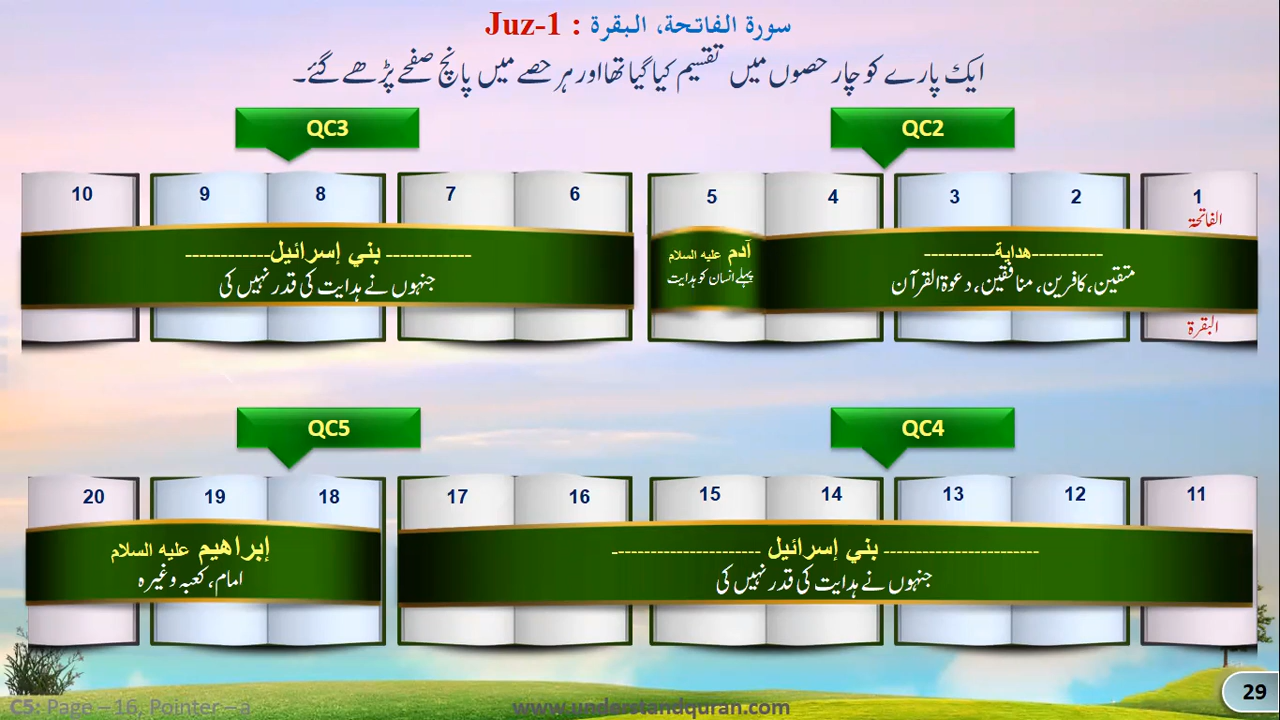 سورة الفاتحة، البقرة : Juz-1
ایک پارے کو چار حصوں میں تقسیم کیا گیا تھا اور ہر حصے میں پانچ صفحے پڑھے گئے۔
QC2
1
2
3
4
5
الفاتحة
----------هداية----------
متقین، کافرین، منافقین، دعوۃ القرآن
آدم عليه السلام
پہلے انسان کو ہدایت
البقرة
QC3
6
7
8
9
10
------------ بني إسرائيل------------
جنہوں نے ہدایت کی قدر نہیں کی
QC4
11
12
13
14
15
16
17
---------------------- بني إسرائيل ----------------------
جنہوں نے ہدایت کی قدر نہیں کی
QC5
18
19
20
إبراهيم عليه السلام
امام، کعبہ وغیرہ
C5: Page –16, Pointer –a
www.understandquran.com
29